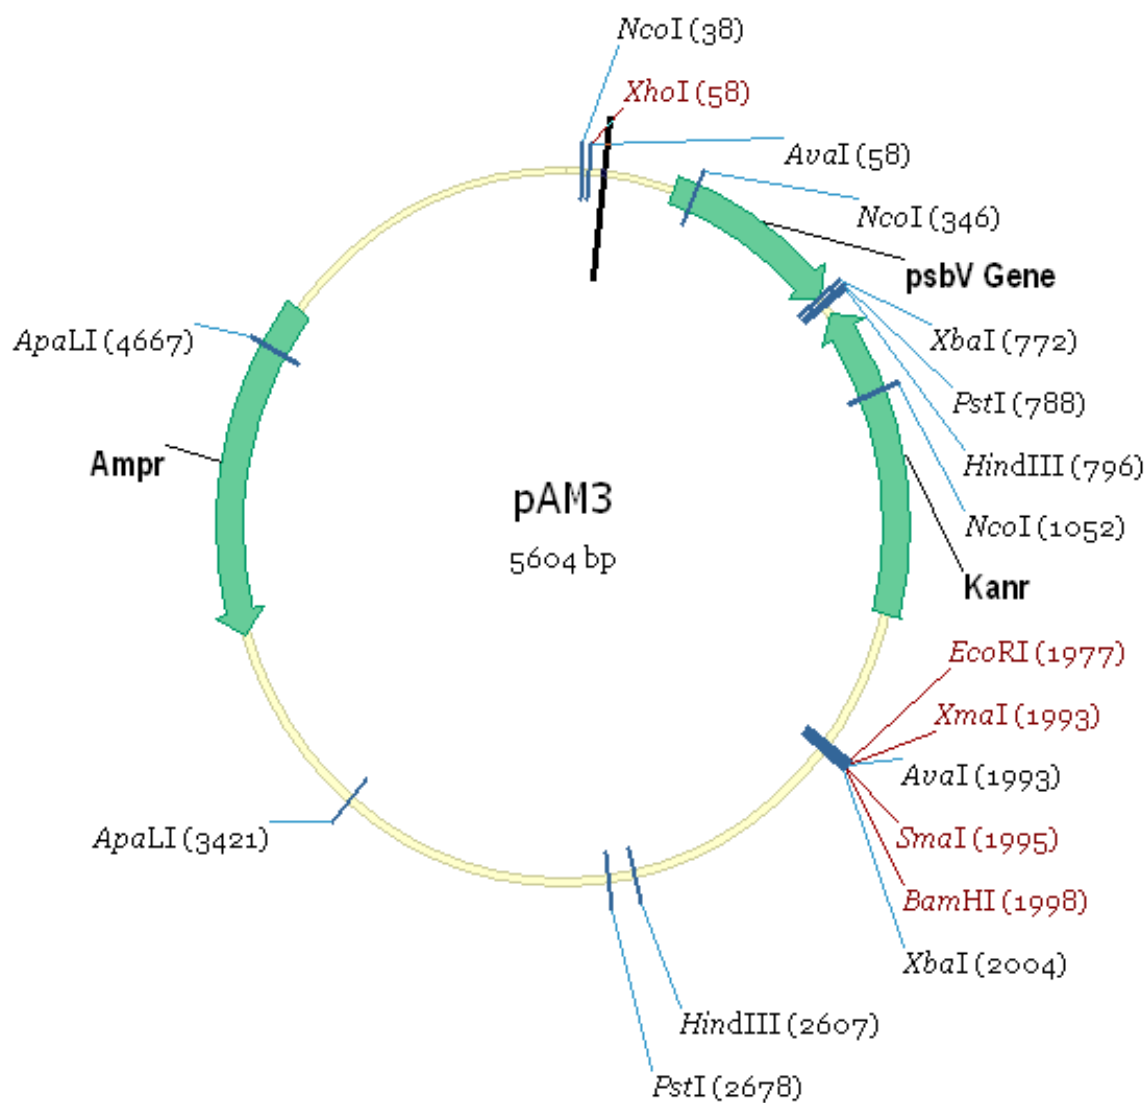 NcoI (38)
XhoI (58)
AvaI (58)
NcoI (346)
psbV Gene
XbaI (772)
PstI (788)
HindIII (796)
NcoI (1052)
Kanr
EcoRI (1977)
XmaI (1993)
AvaI (1993)
SmaI (1995)
BamHI (1998)
XbaI (2004)
HindIII (2607)
PstI (2678)
ApaLI (3421)
Ampr
ApaLI (4667)
pAM3
5604 bp